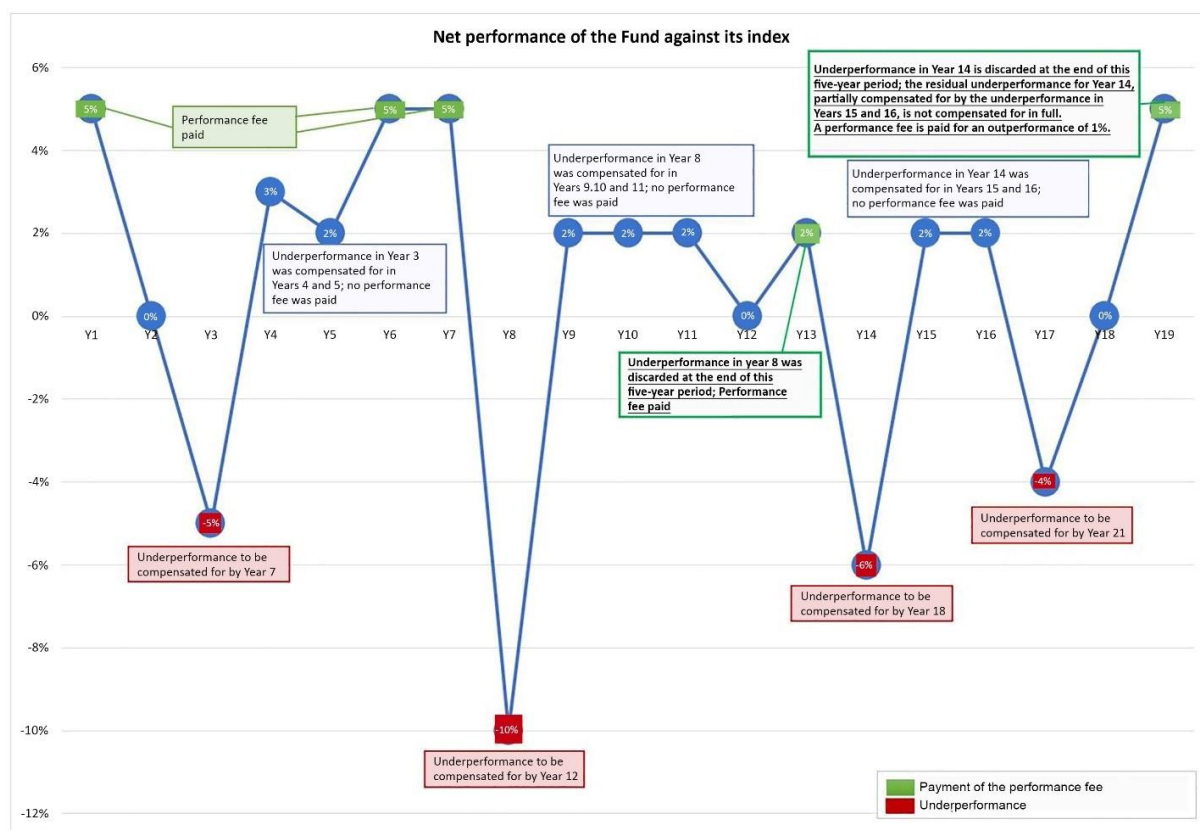 Net performance of the Fund against its index
6%
4%
2%
0%
-2%
-4%
-6%
-8%
-10%
-12%
Underperformance in Year 14 is discarded at the end of this
five-year period; the residual underperformance for Year 14,
partially compensated for by the underperformance in
Years 15 and 16, is not compensated for in full.
A performance fee is paid for an outperformance of 1%.
5%
Performance fee
paid
5%
5%
5%
Underperformance in Year 8
was compensated for in
Years 9.10 and 11; no performance
fee was paid
Underperformance in Year 14 was
compensated for in Years 15 and 16;
no performance fee was paid
3%
2%
2%
2%
2%
2%
2%
2%
Underperformance in Year 3
was compensated for in
Years 4 and 5; no performance
fee was paid
0%
0%
0%
Y1
Y2
Y3
Y4
Y5
Y6
Y7
Y8
Y9
Y10
Y11
Y12
Y13
Y14
Y15
Y16
Y17
Y18
Y19
Underperformance in year 8 was
discarded at the end of this
five-year period; Performance
fee paid
-4%
Underperformance to be
compensated for by Year 21
-5%
Underperformance to be
compensated for by Year 7
-6%
Underperformance to be
compensated for by Year 18
-10%
Underperformance to be
compensated for by Year 12
Payment of the performance fee
Underperformance